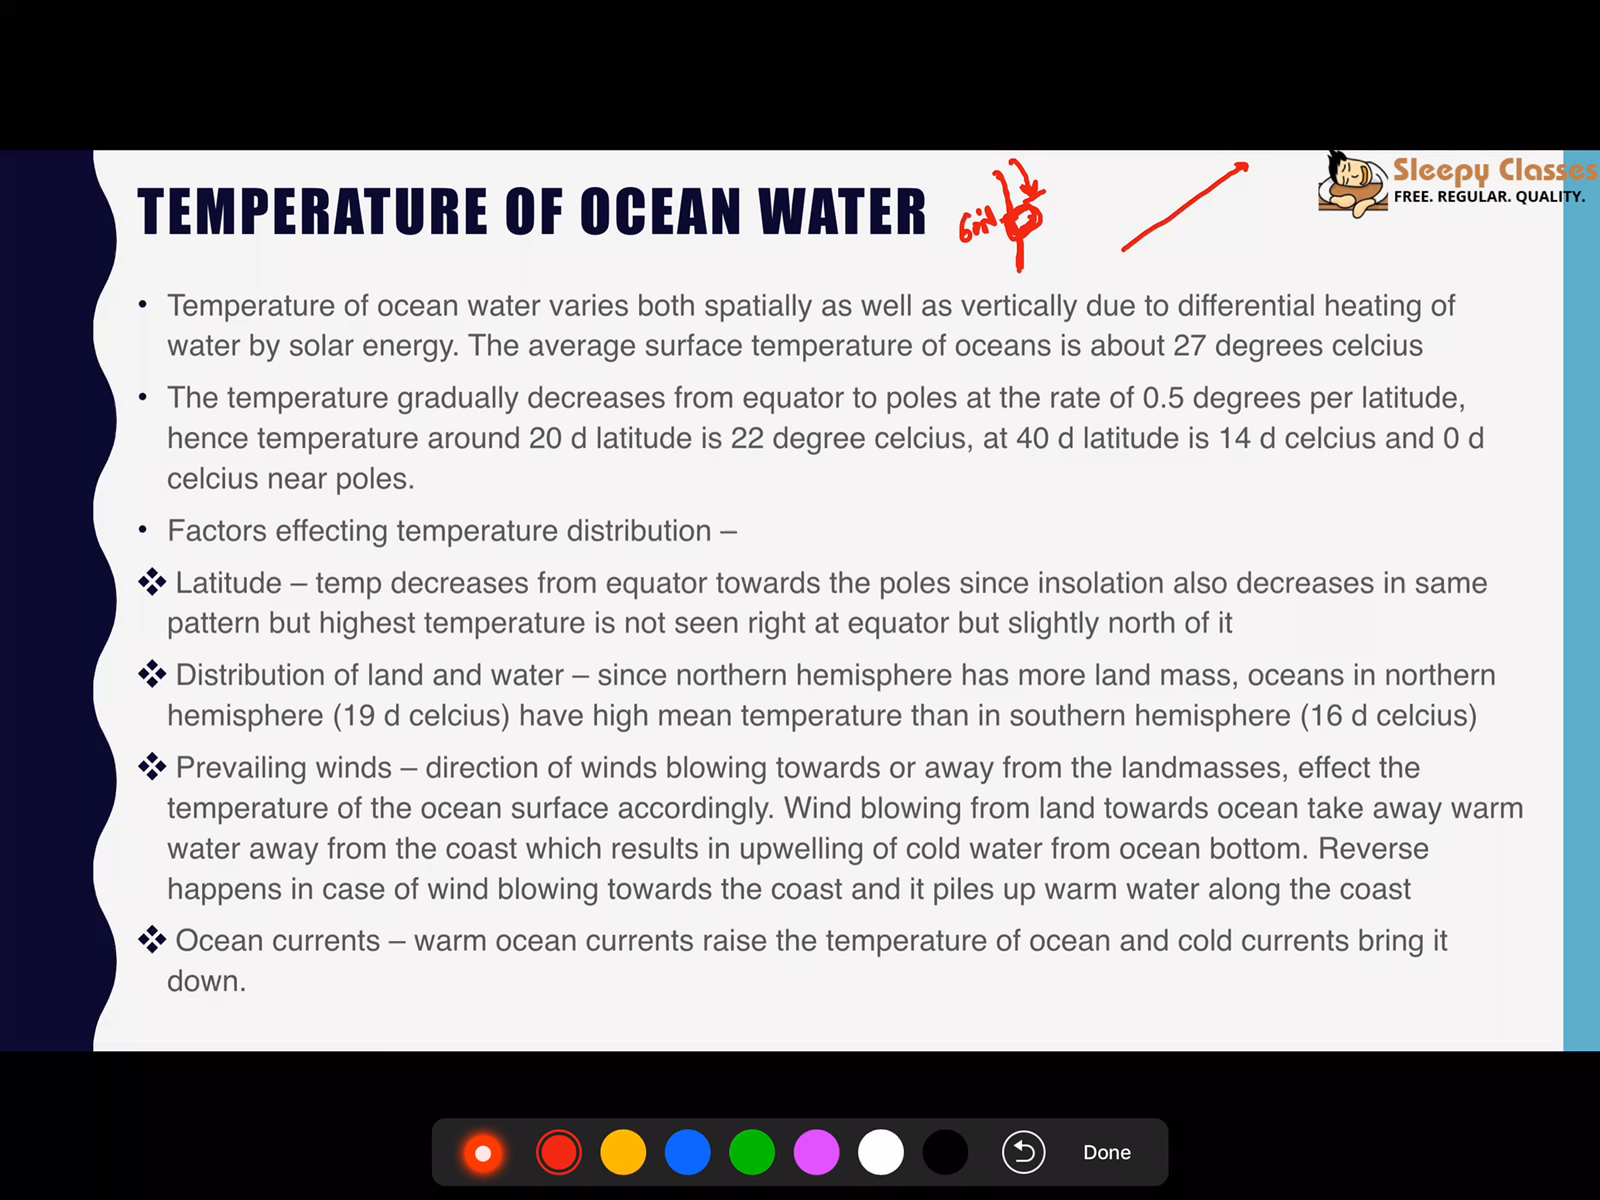 Sleepy Classes
FREE. REGULAR. QUALITY.
TEMPERATURE OF OCEAN WATER
• Temperature of ocean water varies both spatially as well as vertically due to differential heating of
water by solar energy. The average surface temperature of oceans is about 27 degrees celcius
• The temperature gradually decreases from equator to poles at the rate of 0.5 degrees per latitude,
hence temperature around 20 d latitude is 22 degree celcius, at 40 d latitude is 14 d celcius and 0 d
celcius near poles.
• Factors effecting temperature distribution –
❖ Latitude – temp decreases from equator towards the poles since insolation also decreases in same
pattern but highest temperature is not seen right at equator but slightly north of it
❖ Distribution of land and water – since northern hemisphere has more land mass, oceans in northern
hemisphere (19 d celcius) have high mean temperature than in southern hemisphere (16 d celcius)
❖ Prevailing winds – direction of winds blowing towards or away from the landmasses, effect the
temperature of the ocean surface accordingly. Wind blowing from land towards ocean take away warm
water away from the coast which results in upwelling of cold water from ocean bottom. Reverse
happens in case of wind blowing towards the coast and it piles up warm water along the coast
❖ Ocean currents – warm ocean currents raise the temperature of ocean and cold currents bring it
down.
Done